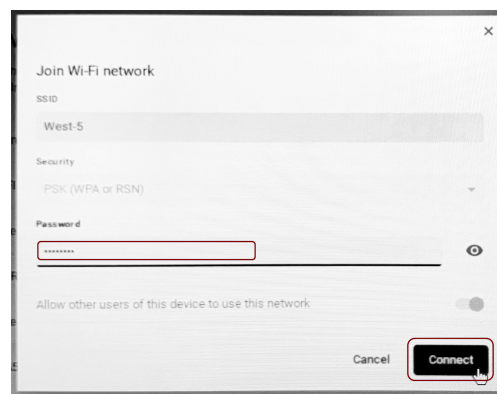 Join Wi-Fi network
SSID
West-5
Security
PSK (WPA or RSN)
Password
········
Allow other users of this device to use this network
Cancel
Connect